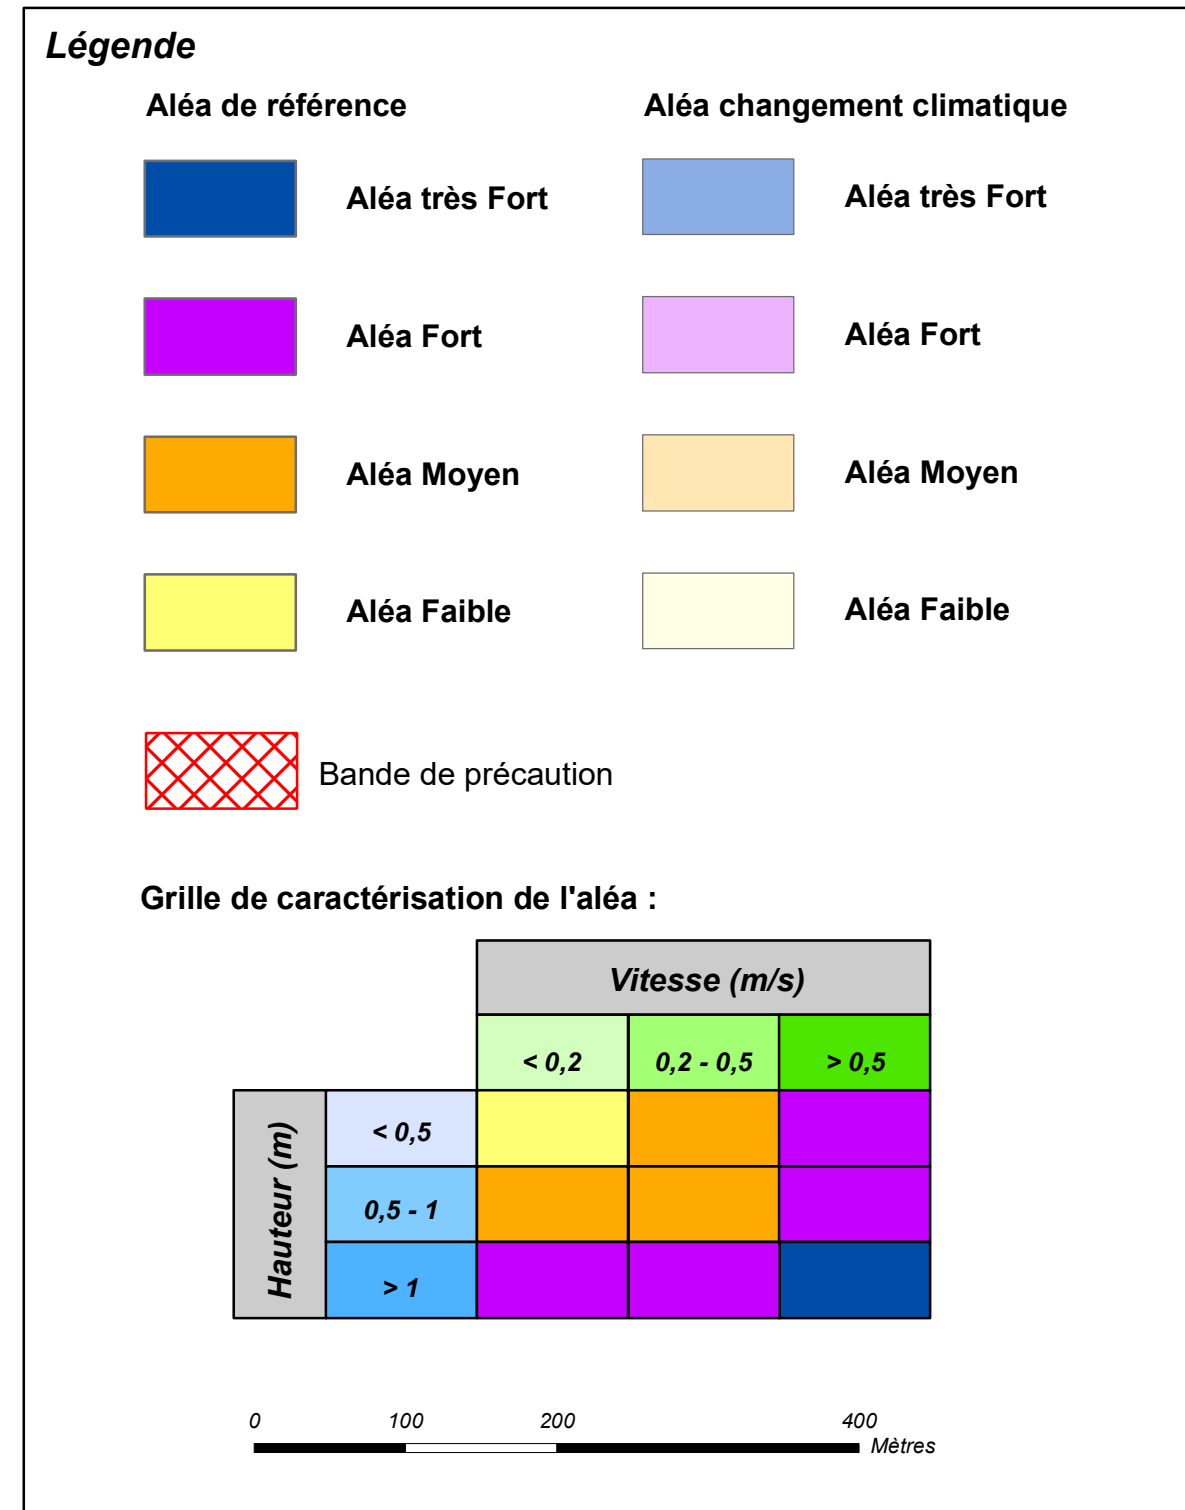 Légende
Aléa de référence
Aléa changement climatique
Aléa très Fort
Aléa très Fort
Aléa Fort
Aléa Fort
Aléa Moyen
Aléa Moyen
Aléa Faible
Aléa Faible
Bande de précaution
Grille de caractérisation de l'aléa :
Vitesse (m/s)
< 0,2
0,2 - 0,5
> 0,5
Hauteur (m)
< 0,5
0,5 - 1
> 1
0
100
200
400
Mètres